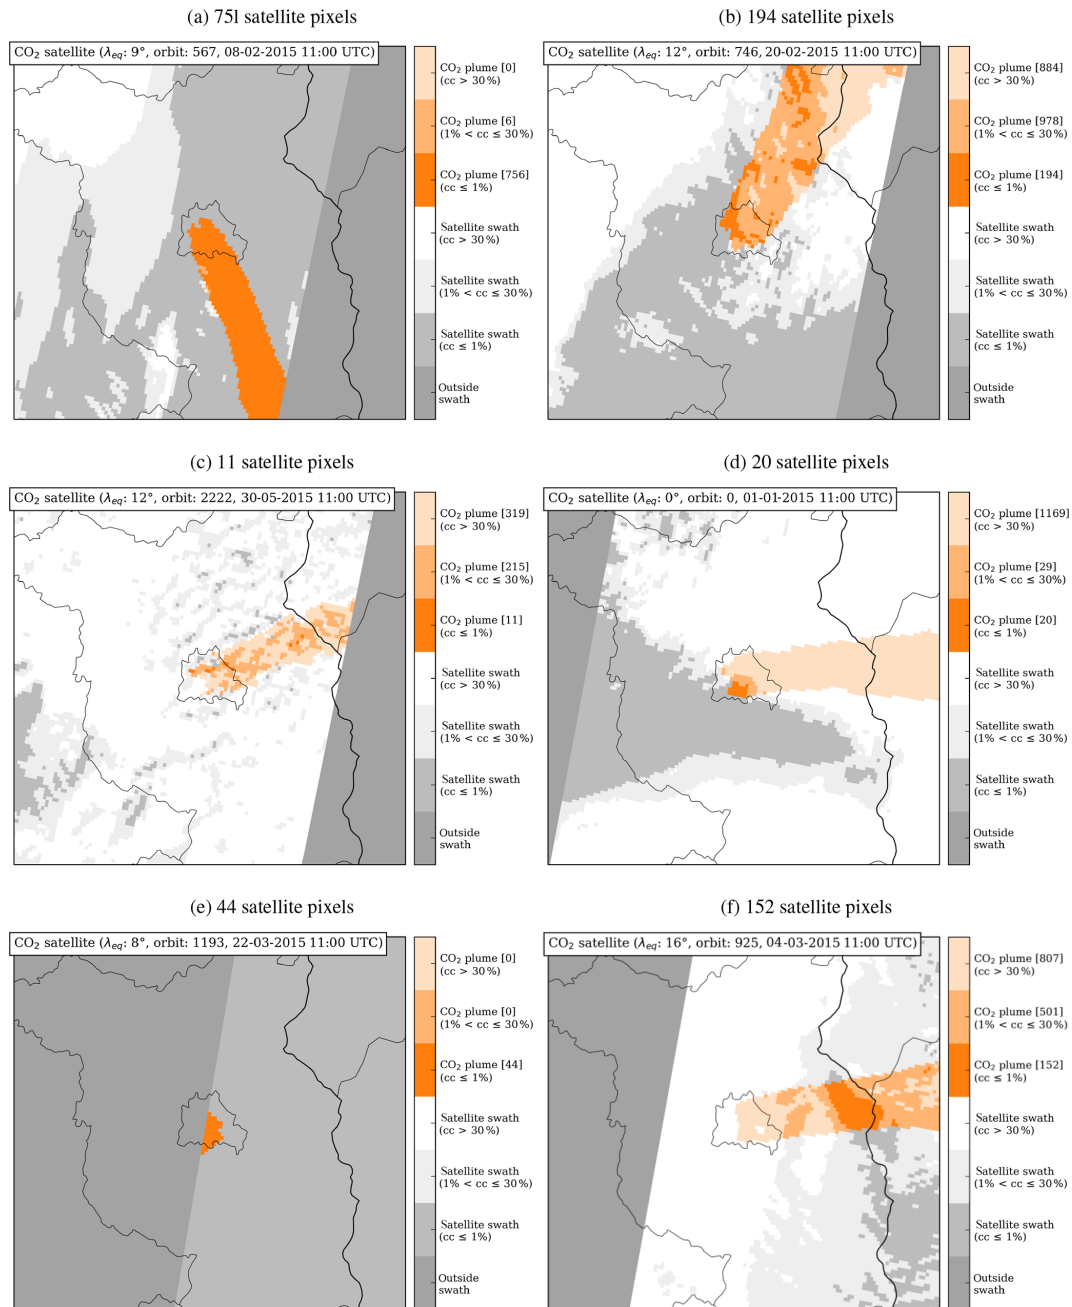 (a) 751 satellite pixels
CO₂ satellite (λeq: 9°, orbit: 567, 08-02-2015 11:00 UTC)
CO₂ plume [0]
(cc > 30%)
CO₂ plume [6]
(1% < cc ≤ 30%)
CO₂ plume [756]
(cc ≤ 1%)
Satellite swath
(cc > 30%)
Satellite swath
(1% < cc ≤ 30%)
Satellite swath
(cc ≤ 1%)
Outside
swath
(b) 194 satellite pixels
CO₂ satellite (λeq: 12°, orbit: 746, 20-02-2015 11:00 UTC)
CO₂ plume [884]
(cc > 30%)
CO₂ plume [978]
(1% < cc ≤ 30%)
CO₂ plume [194]
(cc ≤ 1%)
Satellite swath
(cc > 30%)
Satellite swath
(1% < cc ≤ 30%)
Satellite swath
(cc ≤ 1%)
Outside
swath
(c) 11 satellite pixels
CO₂ satellite (λeq: 12°, orbit: 2222, 30-05-2015 11:00 UTC)
CO₂ plume [319]
(cc > 30%)
CO₂ plume [215]
(1% < cc ≤ 30%)
CO₂ plume [11]
(cc ≤ 1%)
Satellite swath
(cc > 30%)
Satellite swath
(1% < cc ≤ 30%)
Satellite swath
(cc ≤ 1%)
Outside
swath
(d) 20 satellite pixels
CO₂ satellite (λeq: 0°, orbit: 0, 01-01-2015 11:00 UTC)
CO₂ plume [1169]
(cc > 30%)
CO₂ plume [29]
(1% < cc ≤ 30%)
CO₂ plume [20]
(cc ≤ 1%)
Satellite swath
(cc > 30%)
Satellite swath
(1% < cc ≤ 30%)
Satellite swath
(cc ≤ 1%)
Outside
swath
(e) 44 satellite pixels
CO₂ satellite (λeq: 8°, orbit: 1193, 22-03-2015 11:00 UTC)
CO₂ plume [0]
(cc > 30%)
CO₂ plume [0]
(1% < cc ≤ 30%)
CO₂ plume [44]
(cc ≤ 1%)
Satellite swath
(cc > 30%)
Satellite swath
(1% < cc ≤ 30%)
Satellite swath
(cc ≤ 1%)
Outside
swath
(f) 152 satellite pixels
CO₂ satellite (λeq: 16°, orbit: 925, 04-03-2015 11:00 UTC)
CO₂ plume [807]
(cc > 30%)
CO₂ plume [501]
(1% < cc ≤ 30%)
CO₂ plume [152]
(cc ≤ 1%)
Satellite swath
(cc > 30%)
Satellite swath
(1% < cc ≤ 30%)
Satellite swath
(cc ≤ 1%)
Outside
swath